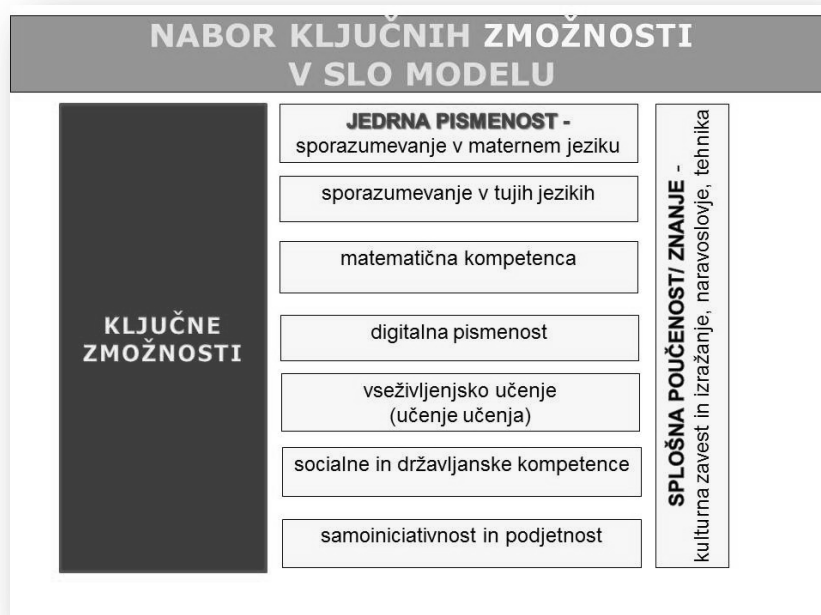 NABOR KLJUČNIH ZMOŽNOSTI
V SLO MODELU
KLJUČNE
ZMOŽNOSTI
JEDRNA PISMENOST -
sporazumevanje v maternem jeziku
sporazumevanje v tujih jezikih
matematična kompetenca
digitalna pismenost
vseživljenjsko učenje
(učenje učenja)
socialne in državljanske kompetence
samoiniciativnost in podjetnost
SPLOŠNA POUČENOST/ ZNANJE -
kulturna zavest in izražanje, naravoslovje, tehnika